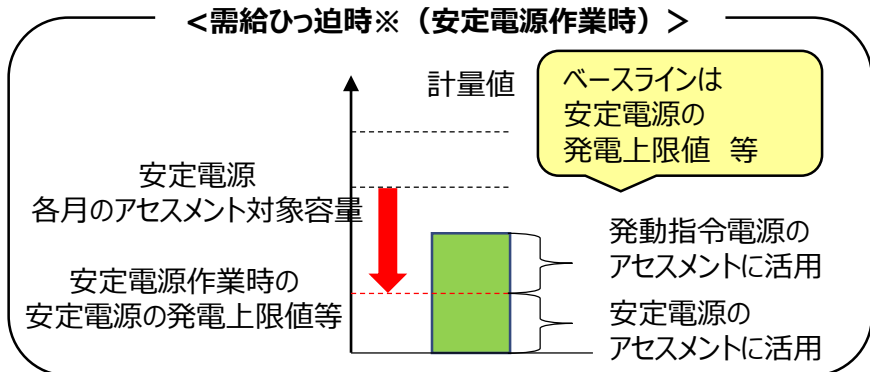 <需給ひっ迫時※（安定電源作業時）>
計量値
ベースラインは
安定電源の
発電上限値 等
安定電源
各月のアセスメント対象容量
安定電源作業時の
安定電源の発電上限値等
発動指令電源の
アセスメントに活用
安定電源の
アセスメントに活用